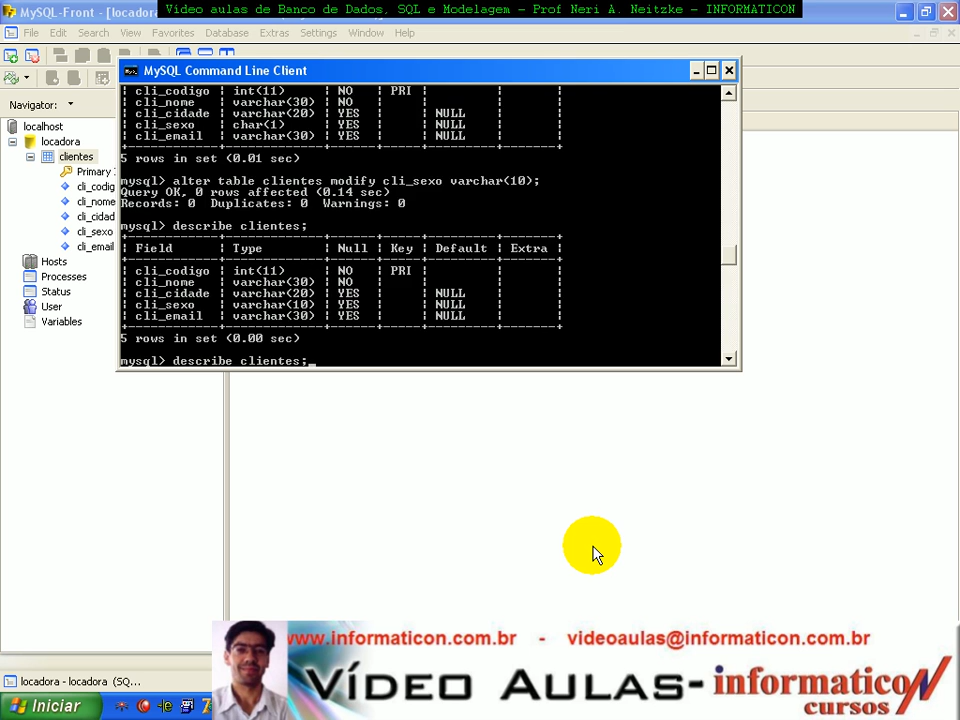 MySQL-Front - [locadora
Vídeo aulas de Banco de Dados, SQL e Modelagem - Prof Neri A. Neitzke - INFORMATICON
File Edit Search View Favorites Database Extras Settings Window Help
MySQL Command Line Client
Navigator:
localhost
locadora
clientes
Primary
cli_codig
cli_nome
cli_cidad
cli_sexo
cli_email
Hosts
Processes
Status
User
Variables
| cli_codigo | int(11) | NO | PRI | | |
| cli_nome | varchar(30) | NO | | | |
| cli_cidade | varchar(20) | YES | | NULL | |
| cli_sexo | char(1) | YES | | NULL | |
| cli_email | varchar(30) | YES | | NULL | |
5 rows in set (0.01 sec)
mysql> alter table clientes modify cli_sexo varchar(10);
Query OK, 0 rows affected (0.14 sec)
Records: 0 Duplicates: 0 Warnings: 0
mysql> describe clientes;
| Field | Type | Null | Key | Default | Extra |
| cli_codigo | int(11) | NO | PRI | | |
| cli_nome | varchar(30) | NO | | | |
| cli_cidade | varchar(20) | YES | | NULL | |
| cli_sexo | varchar(10) | YES | | NULL | |
| cli_email | varchar(30) | YES | | NULL | |
5 rows in set (0.00 sec)
mysql> describe clientes;
www.informaticon.com.br - videoaulas@informaticon.com.br
Vídeo Aulas-informaticon
cursos
locadora - locadora (SQ...
Iniciar